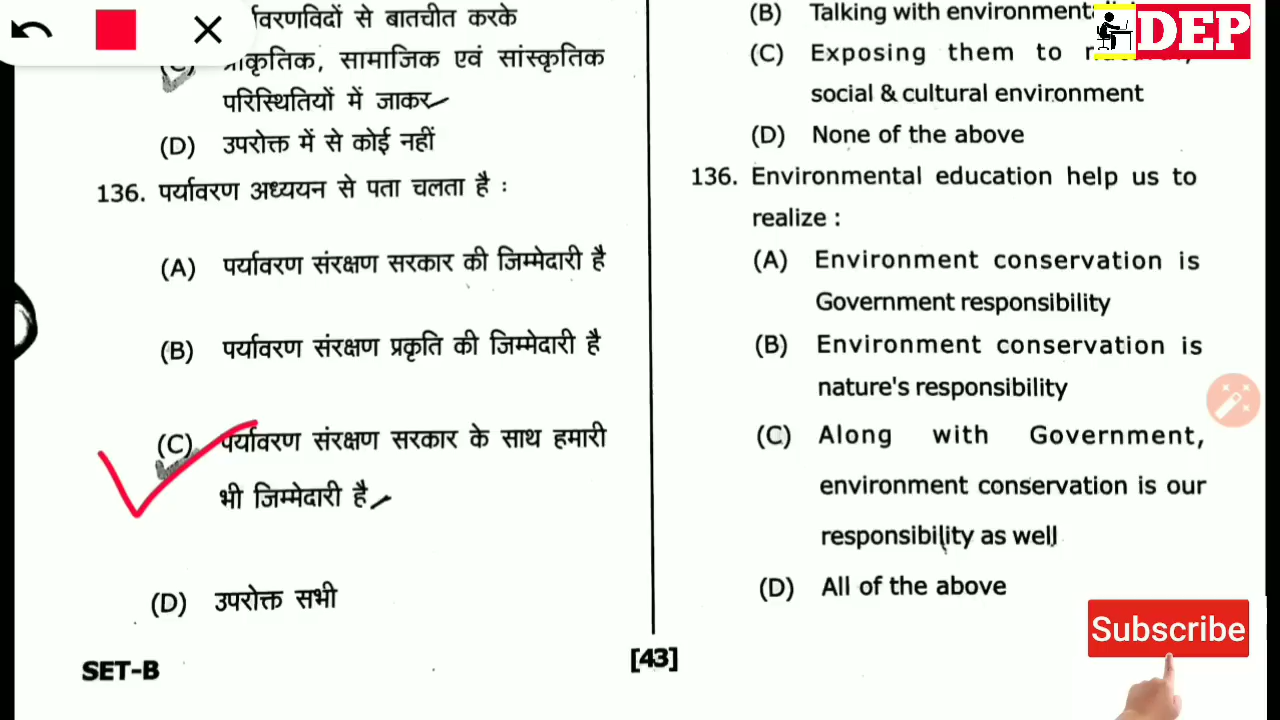 र्यावरणविदों से बातचीत करके
(C) प्राकृतिक, सामाजिक एवं सांस्कृतिक
परिस्थितियों में जाकर
(D) उपरोक्त में से कोई नहीं
136. पर्यावरण अध्ययन से पता चलता है :
(A) पर्यावरण संरक्षण सरकार की जिम्मेदारी है
(B) पर्यावरण संरक्षण प्रकृति की जिम्मेदारी है
(C) पर्यावरण संरक्षण सरकार के साथ हमारी
भी जिम्मेदारी है
(D) उपरोक्त सभी
SET-B
[43]
(B) Talking with
(C) Exposing them to
social & cultural environment
(D) None of the above
136. Environmental education help us to
realize :
(A) Environment conservation is
Government responsibility
(B) Environment conservation is
nature's responsibility
(C) Along with Government,
environment conservation is our
responsibility as well
(D) All of the above
DEP
Subscribe